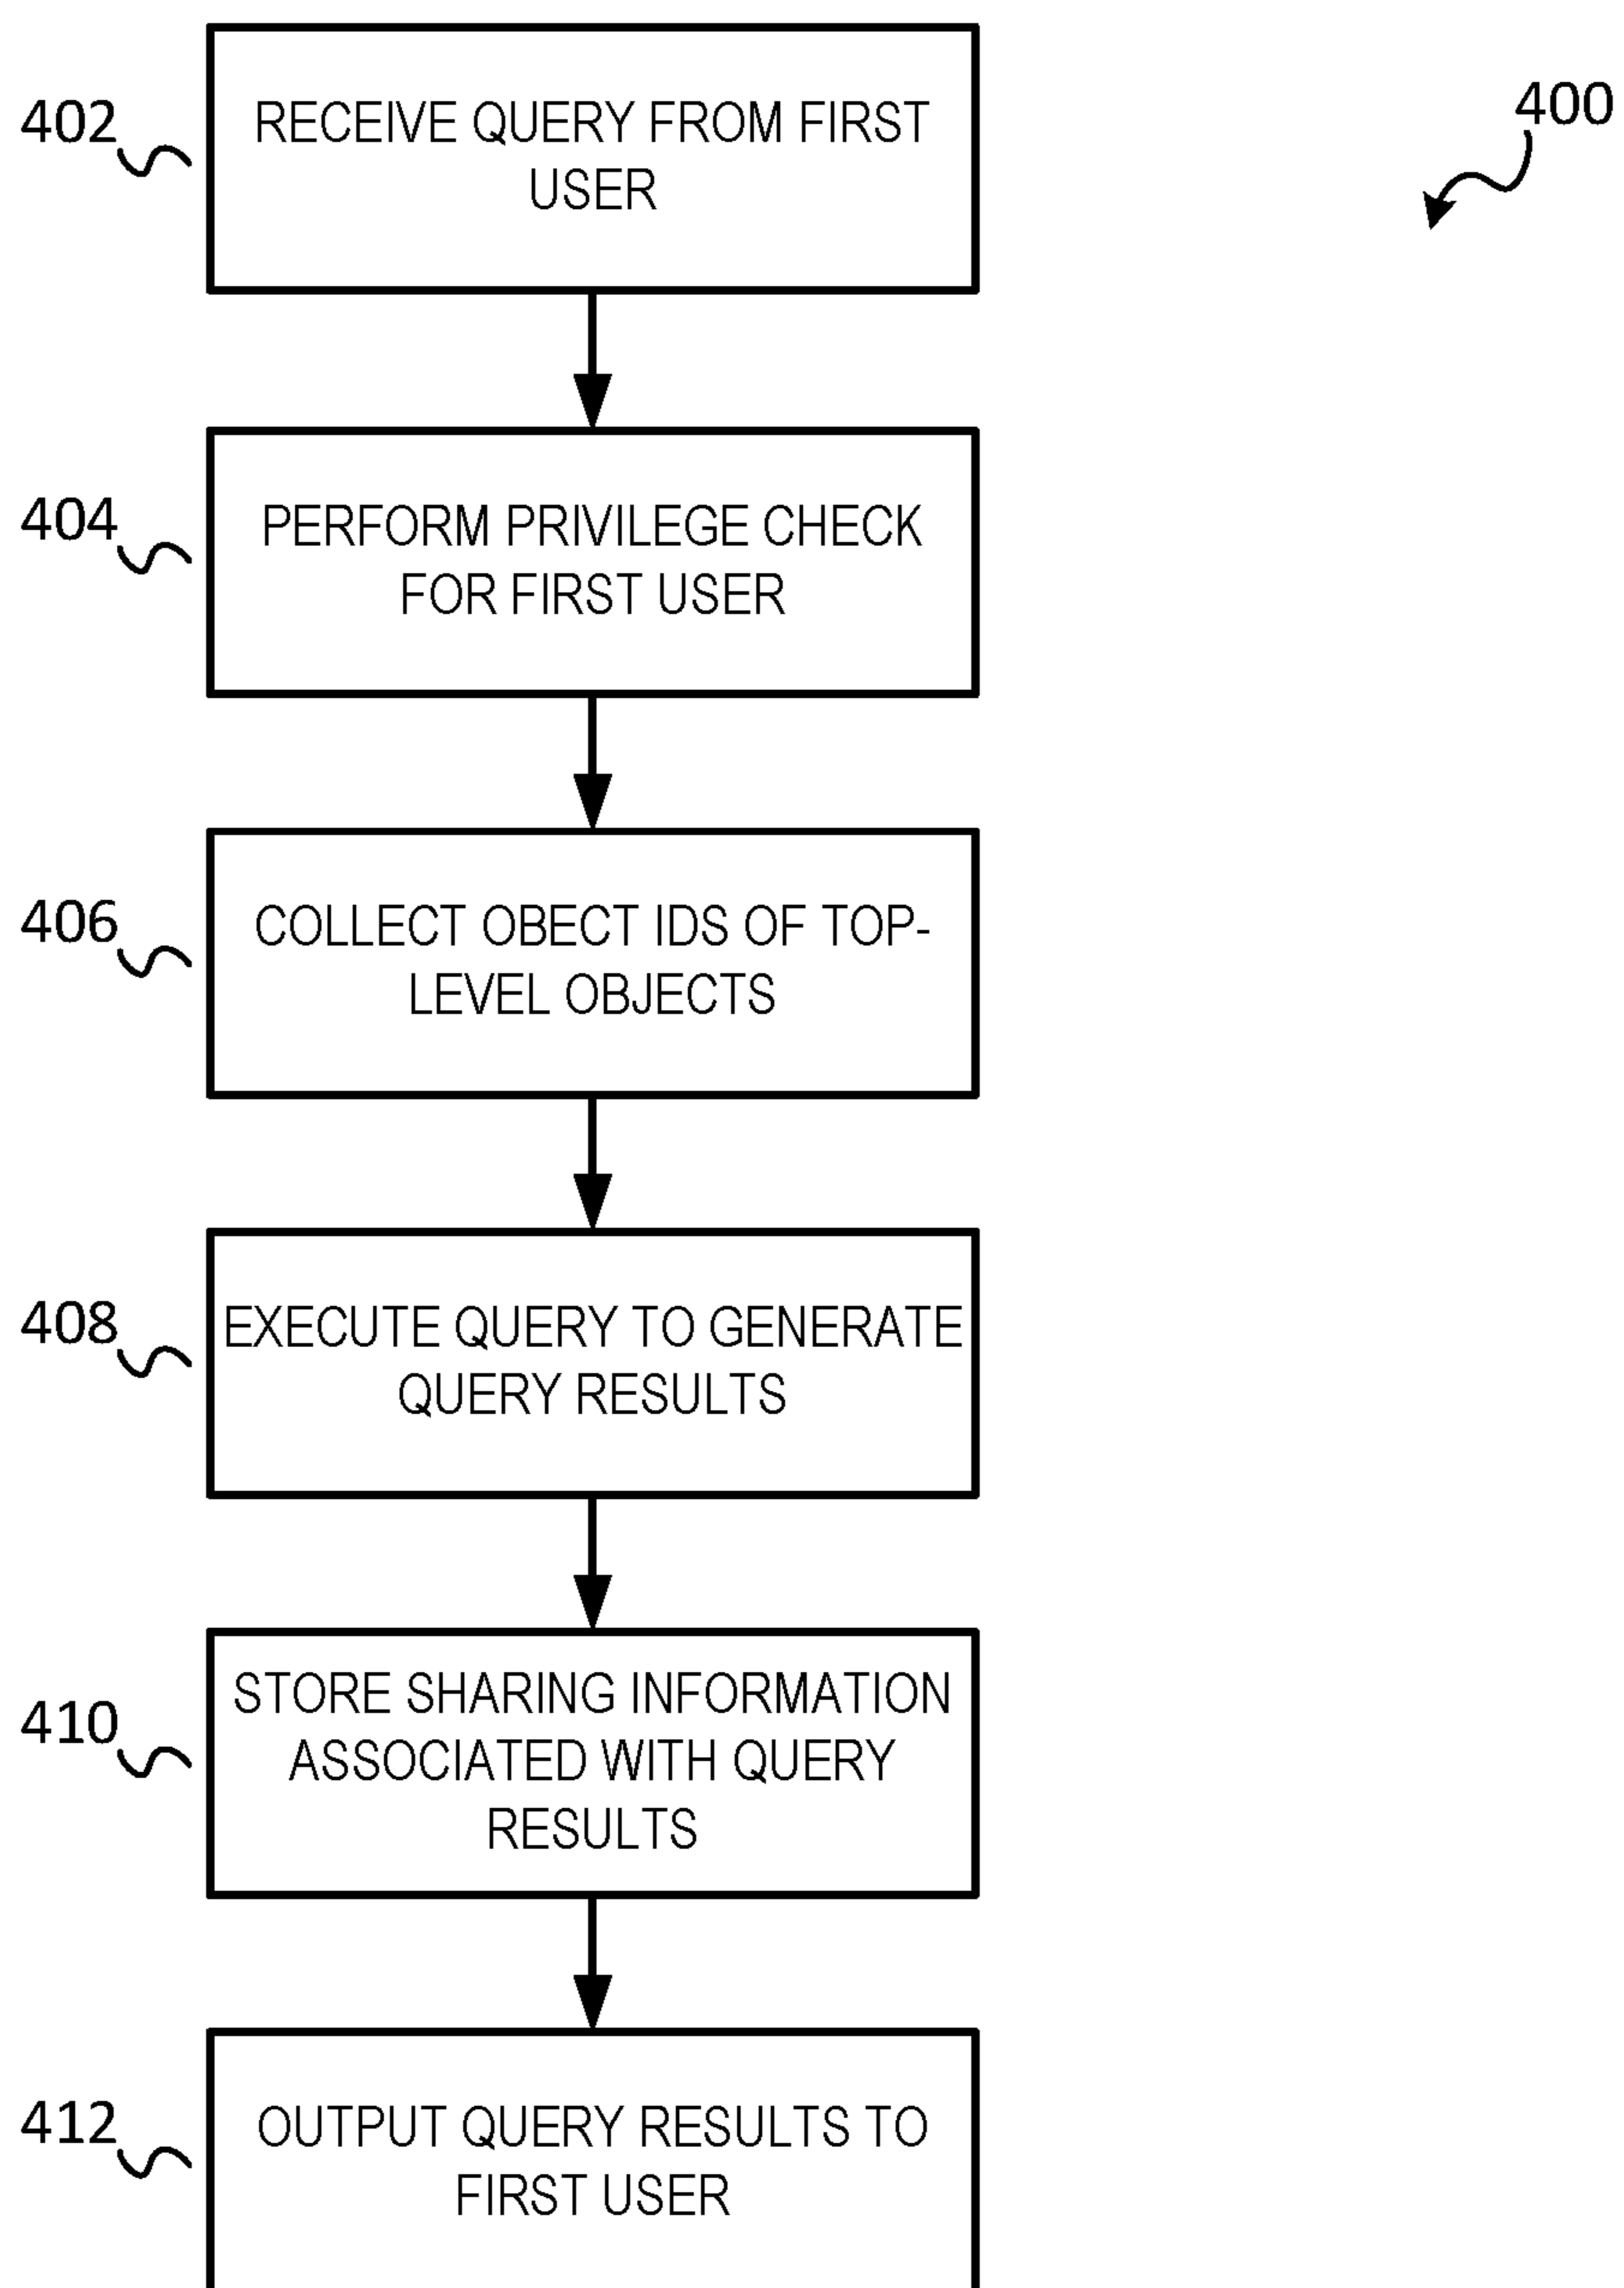 400
402
RECEIVE QUERY FROM FIRST
USER
404
PERFORM PRIVILEGE CHECK
FOR FIRST USER
406
COLLECT OBECT IDS OF TOP-
LEVEL OBJECTS
408
EXECUTE QUERY TO GENERATE
QUERY RESULTS
410
STORE SHARING INFORMATION
ASSOCIATED WITH QUERY
RESULTS
412
OUTPUT QUERY RESULTS TO
FIRST USER